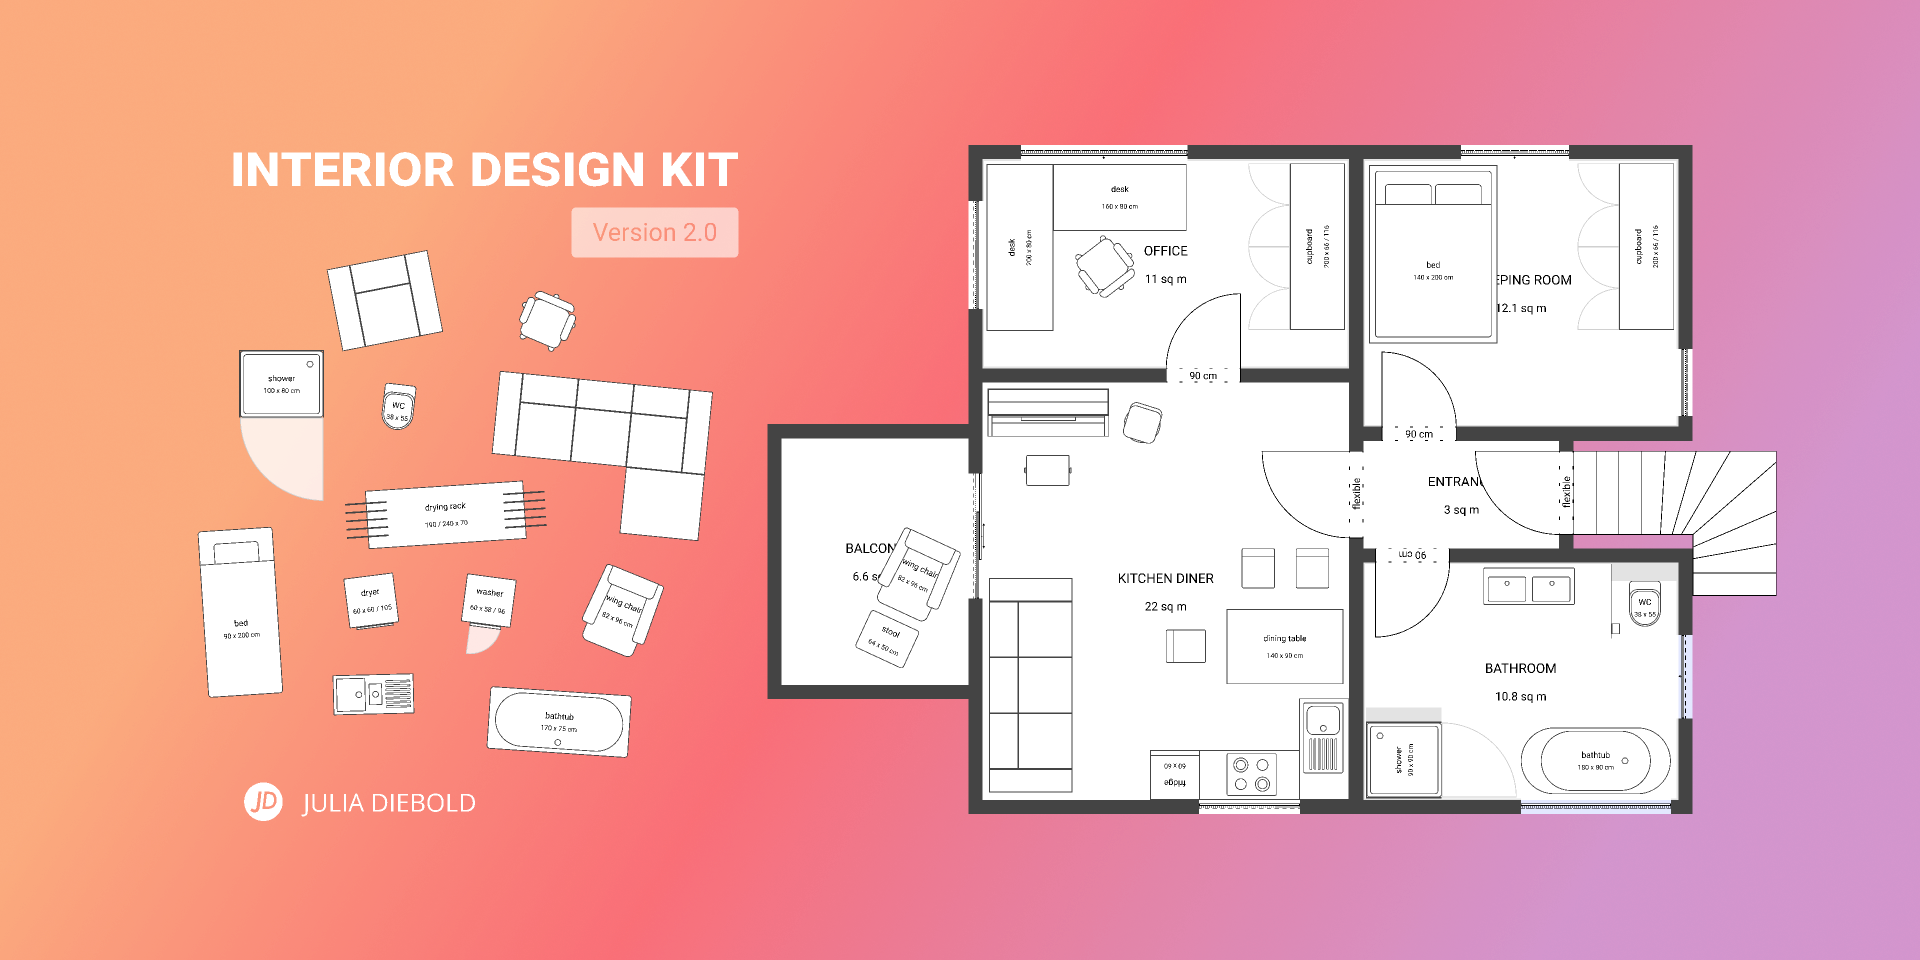 INTERIOR DESIGN KIT
Version 2.0
shower
100 x 80 cm
WC
38 x 55
drying rack
190 / 240 x 70
dryer
60 x 60 / 105
washer
60 x 58 / 96
wing chair
82 x 96 cm
bed
90 x 200 cm
bathtub
170 x 75 cm
JD
JULIA DIEBOLD
desk
160 x 80 cm
desk
200 x 80 cm
OFFICE
11 sq m
cupboard
200 x 66 / 116
90 cm
bed
140 x 200 cm
EPING ROOM
12.1 sq m
cupboard
200 x 66 / 116
90 cm
flexible
ENTRAN
3 sq m
flexible
90 cm
BALCON
6.6 s
wing chair
82 x 96 cm
stool
64 x 50 cm
KITCHEN DINER
22 sq m
dining table
140 x 90 cm
fridge
60 x 60
WC
38 x 55
BATHROOM
10.8 sq m
shower
90 x 90 cm
bathtub
180 x 80 cm